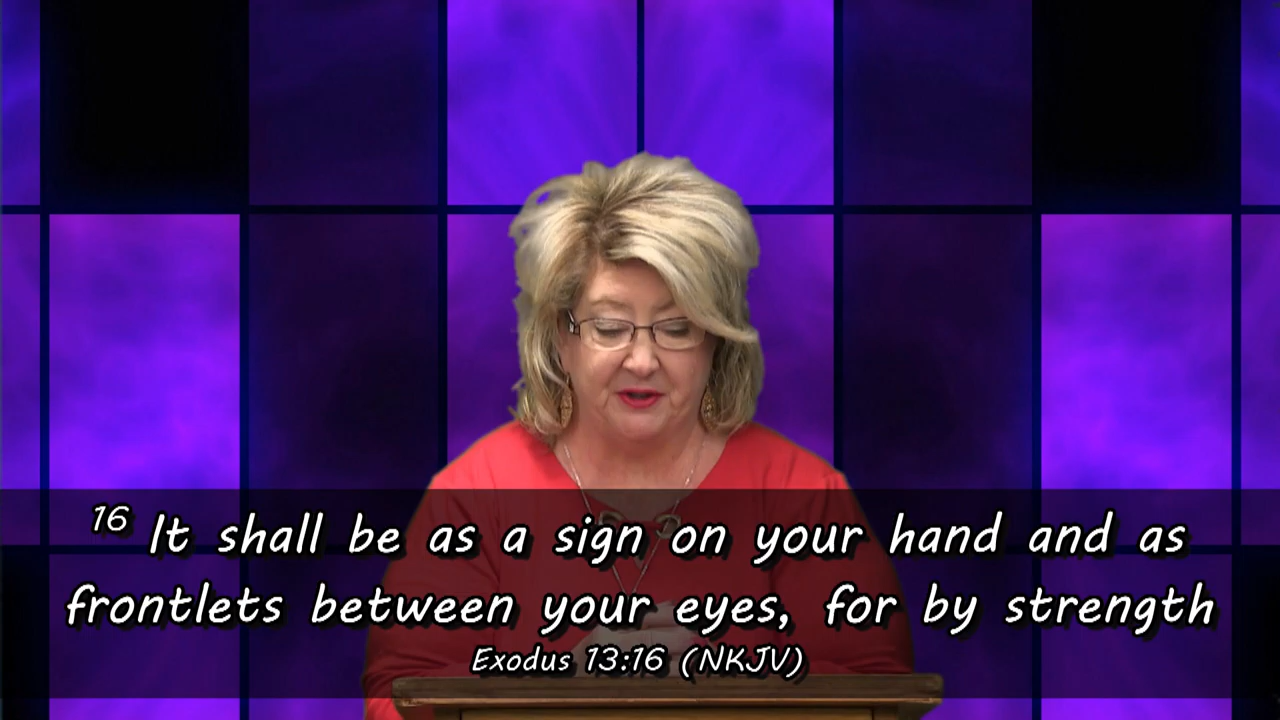 16 It shall be as a sign on your hand and as
frontlets between your eyes, for by strength
Exodus 13:16 (NKJV)